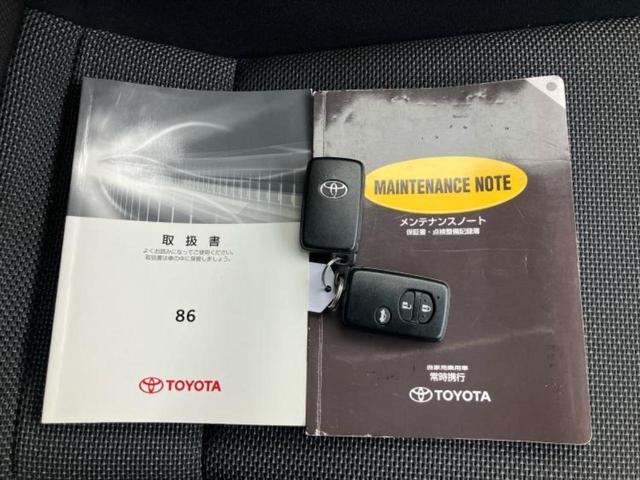 取扱書
よくお読みになってご使用ください。
取扱書は車の中に保管しましょう。
86
TOYOTA
MAINTENANCE NOTE
メンテナンスノート
保証書・点検整備記録簿
自家用乗用車
常時携行
TOYOTA